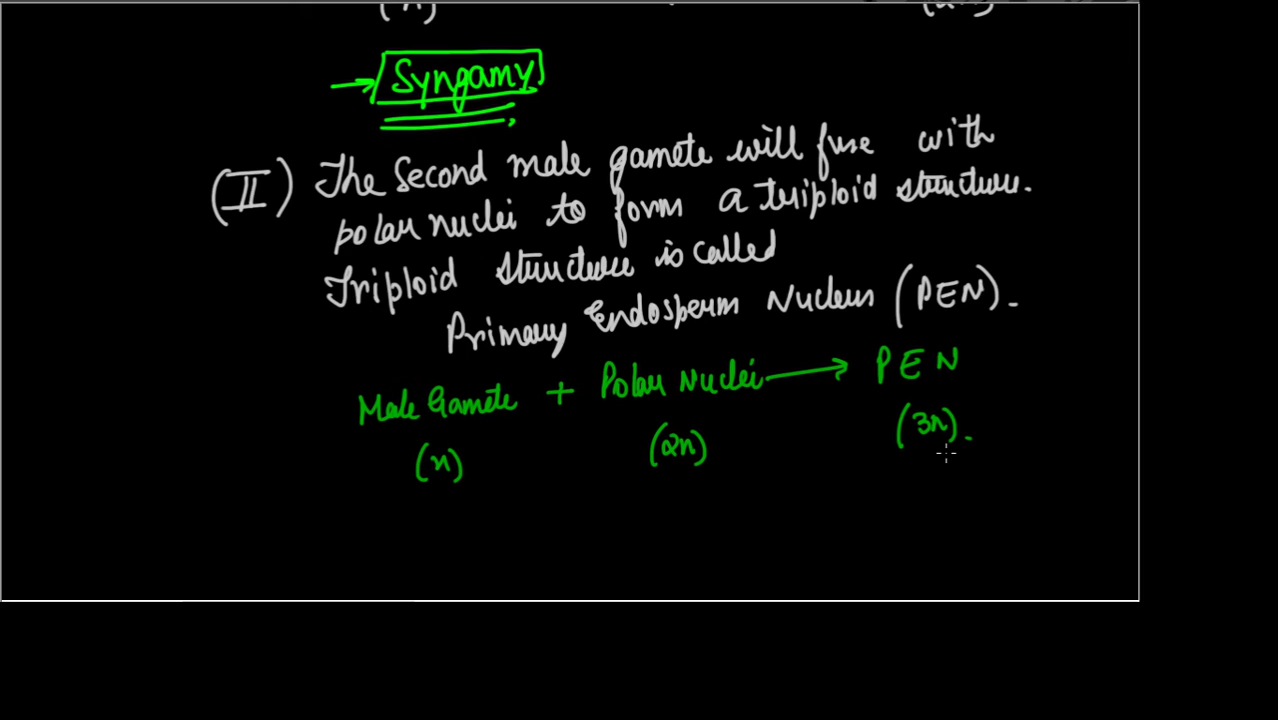 → Syngamy.
(II) The Second male gamete will fuse with
polar nuclei to form a triploid structure.
Triploid structure is called
Primary Endosperm Nucleus (PEN).
Male Gamete + Polar Nuclei → PEN
(n) (2n) (3n).